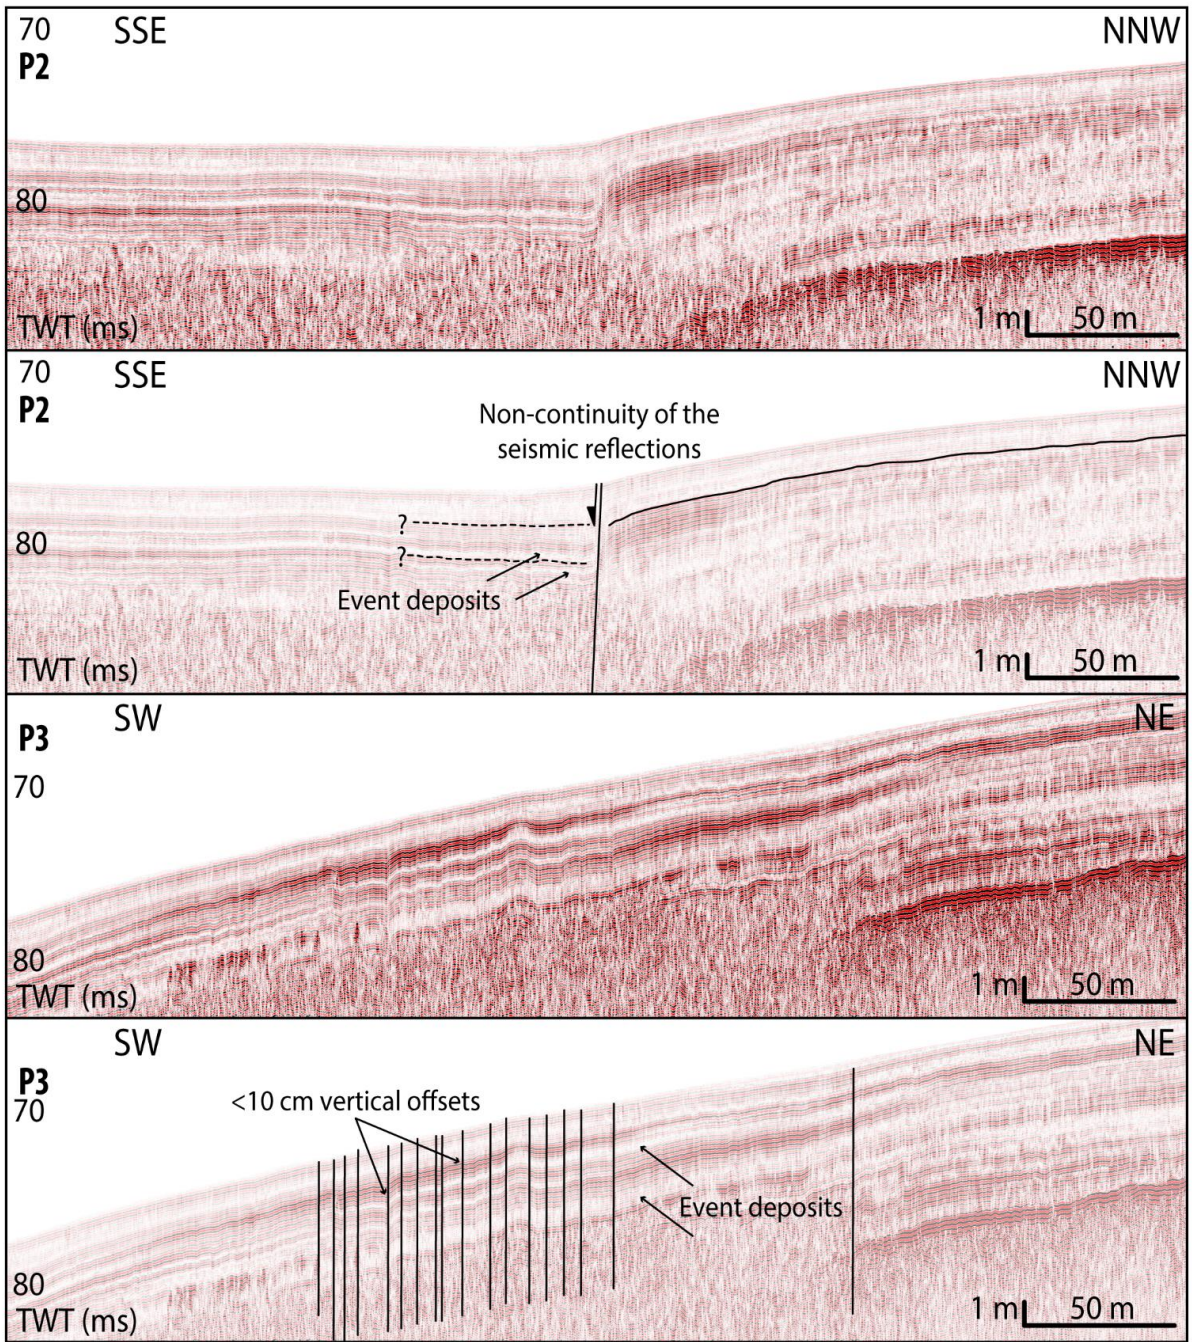 70 SSE NNW
P2
80
TWT (ms) 1 m 50 m
70 SSE NNW
P2
Non-continuity of the
seismic reflections
?
80
?
Event deposits
TWT (ms) 1 m 50 m
SW NE
P3
70
80
TWT (ms) 1 m 50 m
SW NE
P3
70
<10 cm vertical offsets
Event deposits
80
TWT (ms) 1 m 50 m